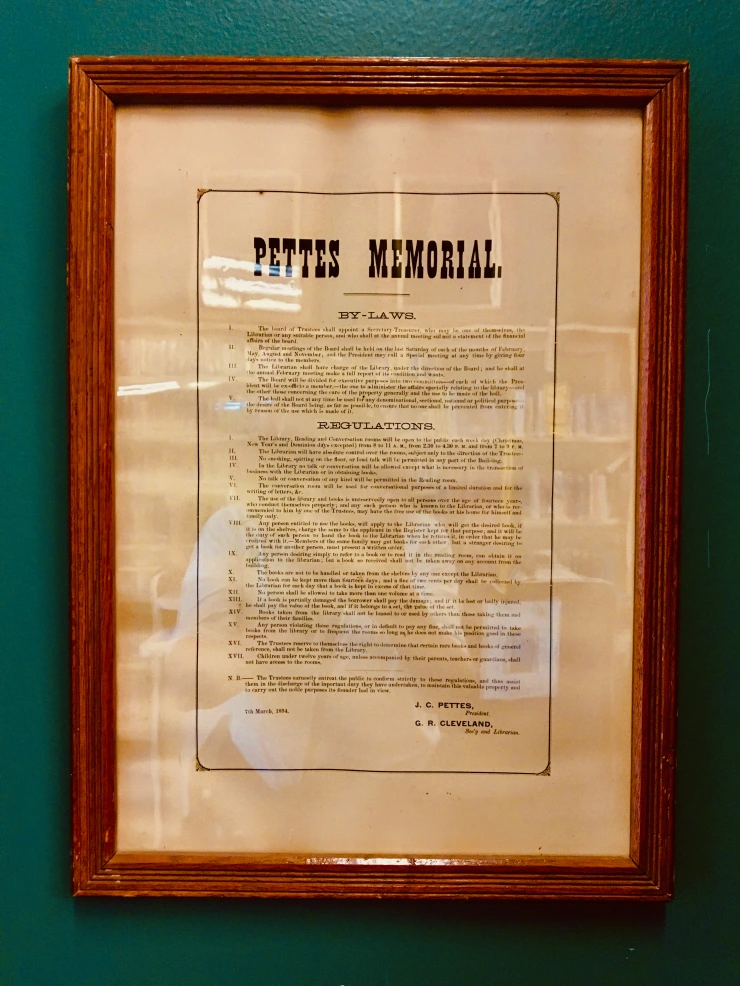 PETTES MEMORIAL.
BY-LAWS.
I. The board of Trustees shall appoint a Secretary-Treasurer, who may be one of themselves, the
Librarian or any suitable person, and who shall at the annual meeting submit a statement of the financial
affairs of the board.
II. Regular meetings of the Board shall be held on the last Saturday of each of the months of February,
May, August and November, and the President may call a Special meeting at any time by giving four
days notice to the members.
III. The Librarian shall have charge of the Library, under the direction of the Board; and he shall at
the annual February meeting make a full report of its condition and wants.
IV. The Board will be divided for executive purposes into two committees—of each of which the Pres-
ident will be ex-officio a member,—the one to administer the affairs specially relating to the library—and
the other those concerning the care of the property generally and the use to be made of the hall.
V. The hall shall not at any time be used for any denominational, sectional, national or political purpose
the desire of the Board being, as far as possible, to ensure that no one shall be prevented from entering it
by reason of the use which is made of it.
REGULATIONS.
I. The Library, Reading and Conversation rooms will be open to the public each week day (Christmas,
New Year's and Dominion days excepted) from 9 to 11 A. M., from 2.30 to 4.30 P. M. and from 7 to 9 P. M.
II. The Librarian will have absolute control over the rooms, subject only to the direction of the Trustees.
III. No smoking, spitting on the floor, or loud talk will be permitted in any part of the Building.
IV. In the Library no talk or conversation will be allowed except what is necessary in the transaction of
business with the Librarian or in obtaining books.
V. No talk or conversation of any kind will be permitted in the Reading room.
VI. The conversation room will be used for conversational purposes of a limited duration and for the
writing of letters, &c.
VII. The use of the library and books is unreservedly open to all persons over the age of fourteen years,
who conduct themselves properly; and any such person who is known to the Librarian, or who is rec-
ommended to him by one of the Trustees, may have the free use of the books at his home for himself and
family only.
VIII. Any person entitled to use the books, will apply to the Librarian who will get the desired book, if
it is on the shelves, charge the same to the applicant in the Register kept for that purpose; and it will be
the duty of each person to hand the book to the Librarian when he returns it, in order that he may be
credited with it.—Members of the same family may get books for each other, but a stranger desiring to
get a book for another person, must present a written order.
IX. Any person desiring simply to refer to a book or to read it in the reading room, can obtain it on
application to the librarian; but a book so received shall not be taken away on any account from the
building.
X. The books are not to be handled or taken from the shelves by any one except the Librarian.
XI. No book can be kept more than fourteen days; and a fine of two cents per day shall be collected by
the Librarian for each day that a book is kept in excess of that time.
XII. No person shall be allowed to take more than one volume at a time.
XIII. If a book is partially damaged the borrower shall pay the damage; and if it be lost or badly injured,
he shall pay the value of the book, and if it belongs to a set, the value of the set.
XIV. Books taken from the library shall not be loaned to or used by others than those taking them and
members of their families.
XV. Any person violating these regulations, or in default to pay any fine, shall not be permitted to take
books from the library or to frequent the rooms so long as he does not make his position good in these
respects.
XVI. The Trustees reserve to themselves the right to determine that certain rare books and books of general
reference, shall not be taken from the Library.
XVII. Children under twelve years of age, unless accompanied by their parents, teachers or guardians, shall
not have access to the rooms.
N. B.— The Trustees earnestly entreat the public to conform strictly to these regulations, and thus assist
them in the discharge of the important duty they have undertaken, to maintain this valuable property and
to carry out the noble purposes its founder had in view.
7th March, 1894.
J. C. PETTES,
President.
G. R. CLEVELAND,
Sec'y and Librarian.